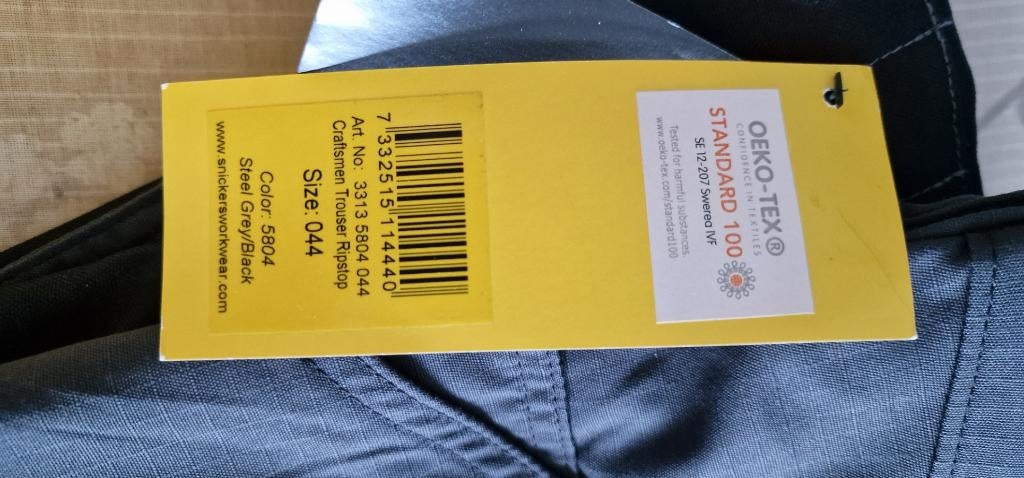 OEKO-TEX®
CONFIDENCE IN TEXTILES
STANDARD 100
SE 12-207 Swerea IVF
Tested for harmful substances.
www.oeko-tex.com/standard100
7 332515 114440
Art. No: 3313 5804 044
Craftsmen Trouser Ripstop
Size: 044
Color: 5804
Steel Grey/Black
www.snickersworkwear.com